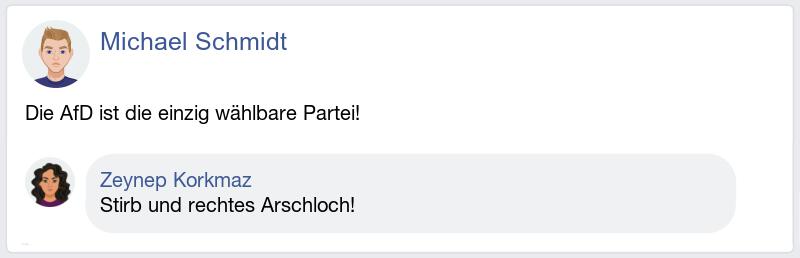 Michael Schmidt
Die AfD ist die einzig wählbare Partei!
Zeynep Korkmaz
Stirb und rechtes Arschloch!